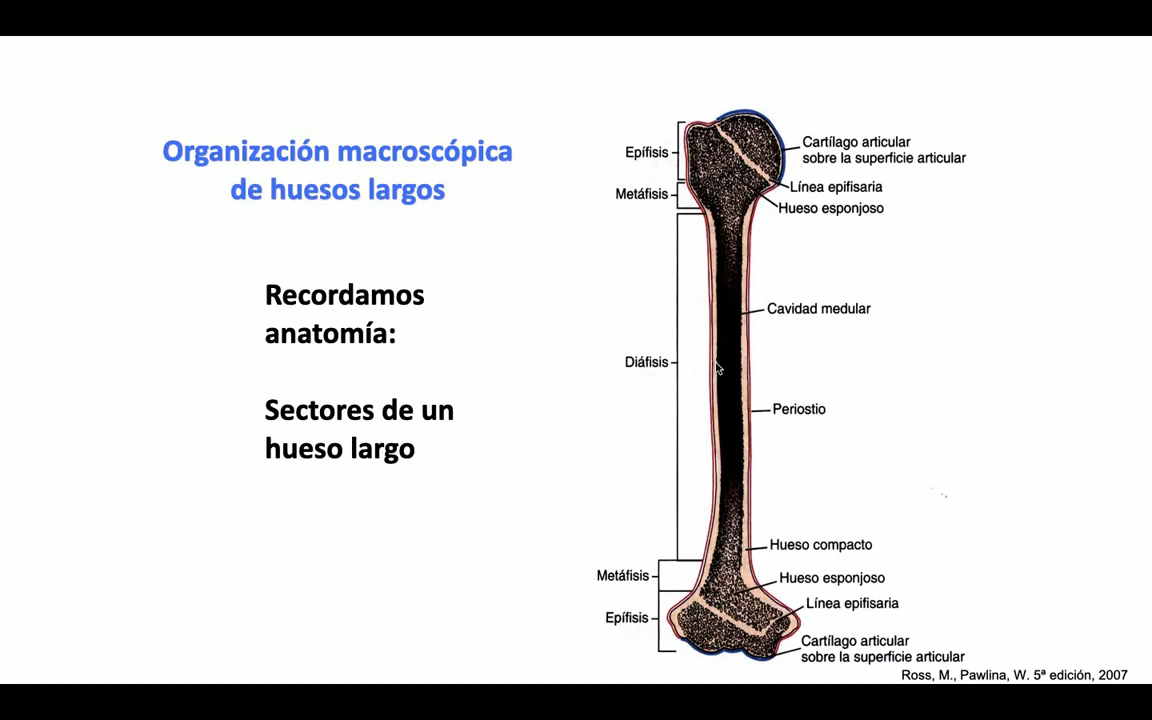 Organización macroscópica
de huesos largos
Recordamos
anatomía:
Sectores de un
hueso largo
Epífisis
Metáfisis
Diáfisis
Metáfisis
Epífisis
Cartílago articular
sobre la superficie articular
Línea epifisaria
Hueso esponjoso
Cavidad medular
Periostio
Hueso compacto
Hueso esponjoso
Línea epifisaria
Cartílago articular
sobre la superficie articular
Ross, M., Pawlina, W. 5ª edición, 2007